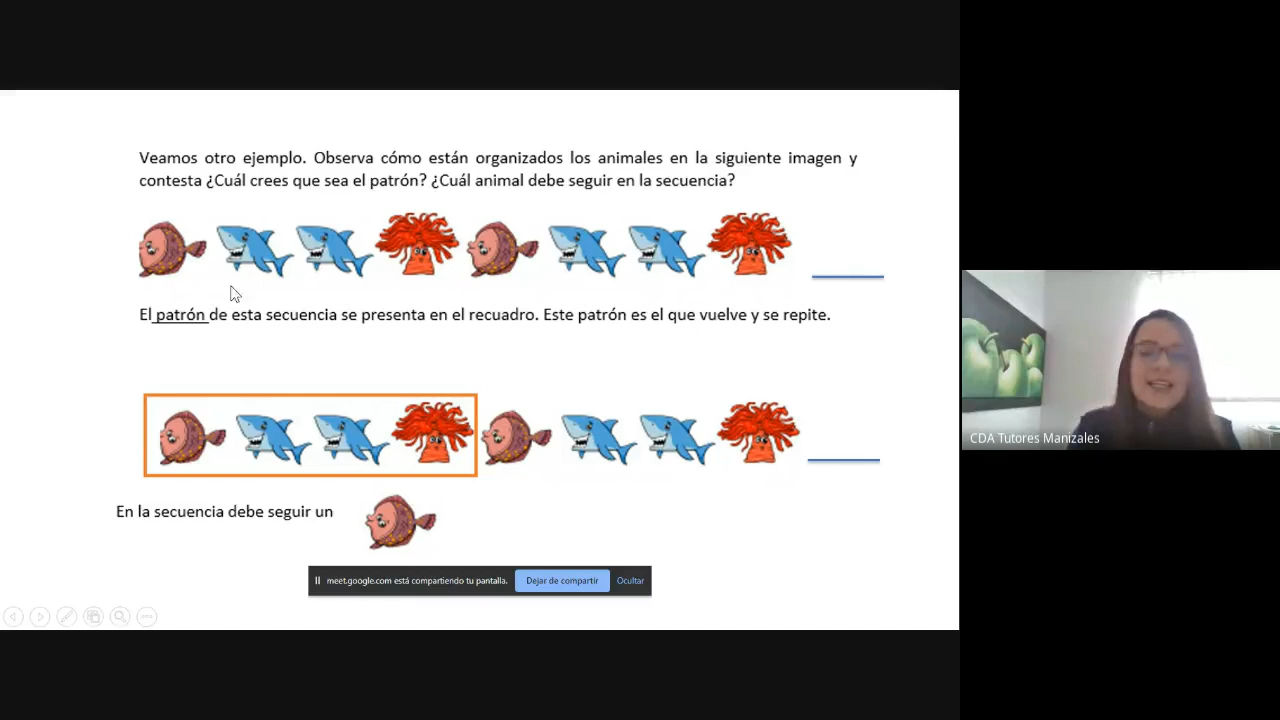 Veamos otro ejemplo. Observa cómo están organizados los animales en la siguiente imagen y
contesta ¿Cuál crees que sea el patrón? ¿Cuál animal debe seguir en la secuencia?
El patrón de esta secuencia se presenta en el recuadro. Este patrón es el que vuelve y se repite.
En la secuencia debe seguir un
meet.google.com está compartiendo tu pantalla. Dejar de compartir Ocultar
CDA Tutores Manizales